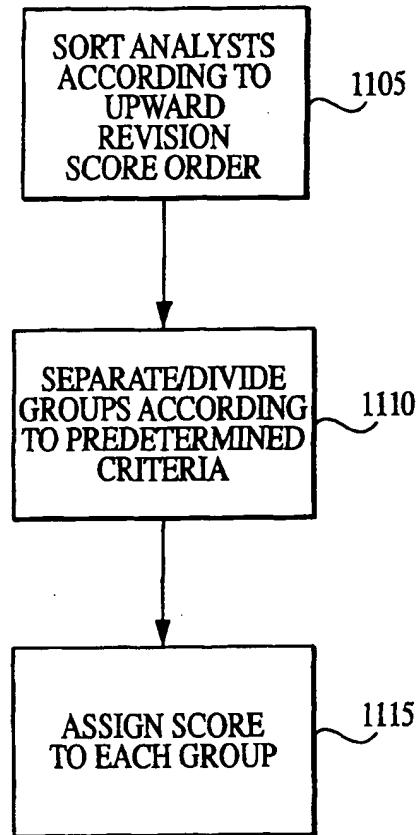 SORT ANALYSTS
ACCORDING TO
UPWARD
REVISION
SCORE ORDER
1105
SEPARATE/DIVIDE
GROUPS ACCORDING
TO PREDETERMINED
CRITERIA
1110
ASSIGN SCORE
TO EACH GROUP
1115